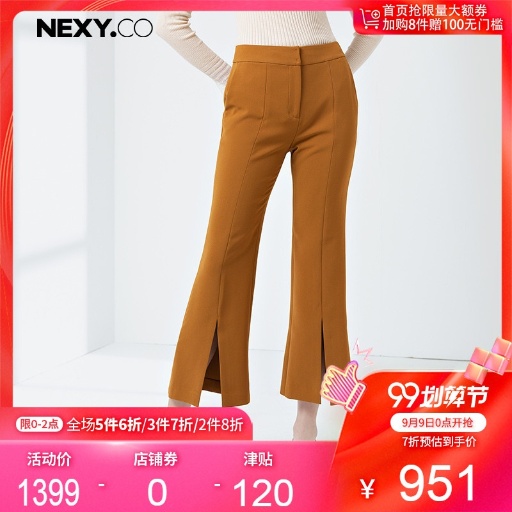 NEXY.CO
首页抢限量大额券
加购8件赠100无门槛
99划算节
9月9日0点开抢
限0-2点 全场5件6折/3件7折/2件8折
7折预估到手价
活动价 店铺券 津贴
1399 - 0 - 120 ¥ 951